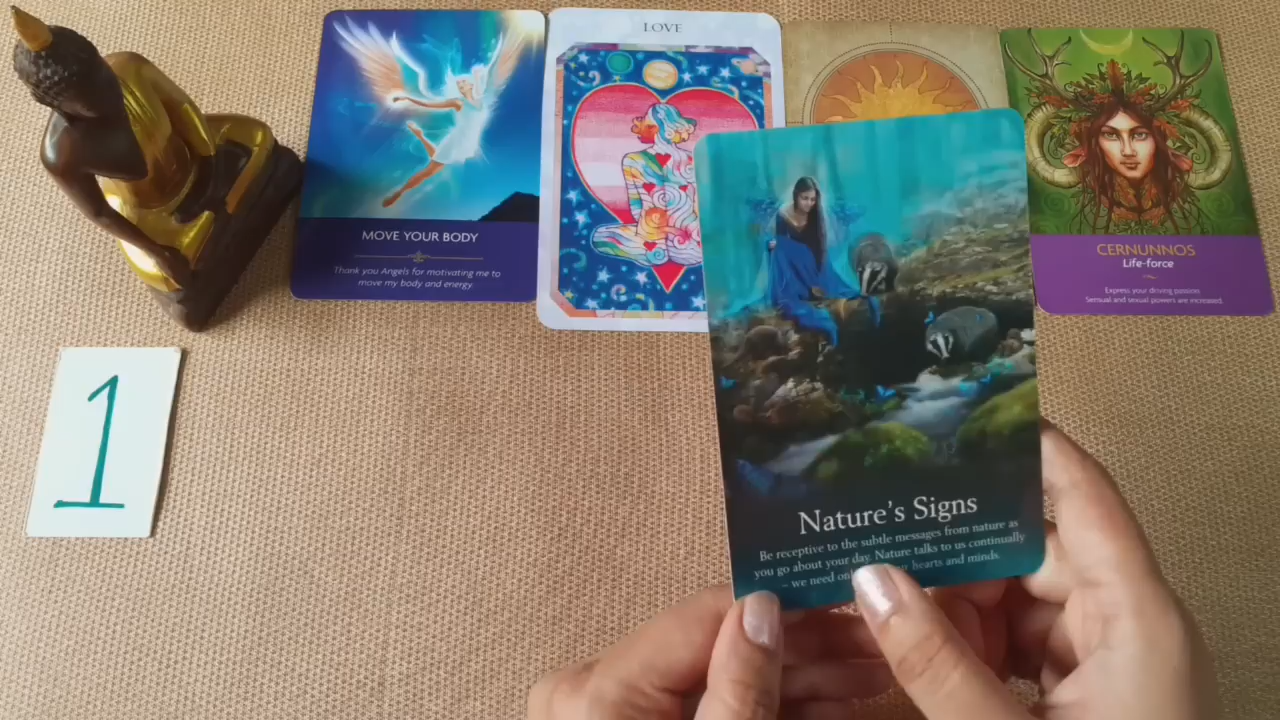 MOVE YOUR BODY
Thank you Angels for motivating me to
move my body and energy.
LOVE
CERNUNNOS
Life-force
Express your driving passion.
Sensual and sexual powers are increased.
1
Nature's Signs
Be receptive to the subtle messages from nature as
you go about your day. Nature talks to us continually
– we need hearts and minds.